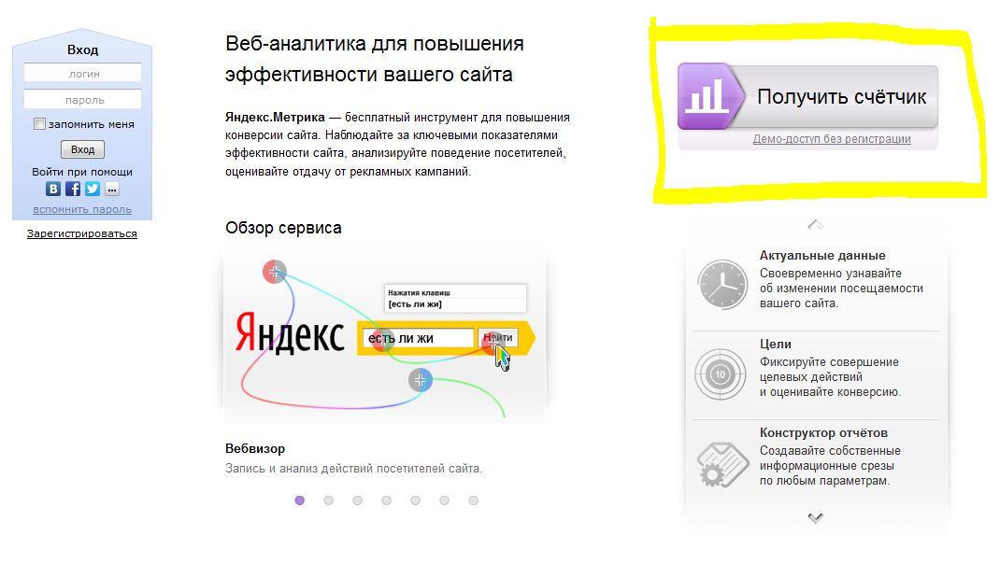 Вход
логин
пароль
запомнить меня
Вход
Войти при помощи
В f ...
вспомнить пароль
Зарегистрироваться
Веб-аналитика для повышения
эффективности вашего сайта
Яндекс.Метрика — бесплатный инструмент для повышения
конверсии сайта. Наблюдайте за ключевыми показателями
эффективности сайта, анализируйте поведение посетителей,
оценивайте отдачу от рекламных кампаний.
Обзор сервиса
Нажатия клавиш
[есть ли жи]
Яндекс
есть ли жи
Найти
Вебвизор
Запись и анализ действий посетителей сайта.
Получить счётчик
Демо-доступ без регистрации
Актуальные данные
Своевременно узнавайте
об изменении посещаемости
вашего сайта.
10
Цели
Фиксируйте совершение
целевых действий
и оценивайте конверсию.
Конструктор отчётов
Создавайте собственные
информационные срезы
по любым параметрам.